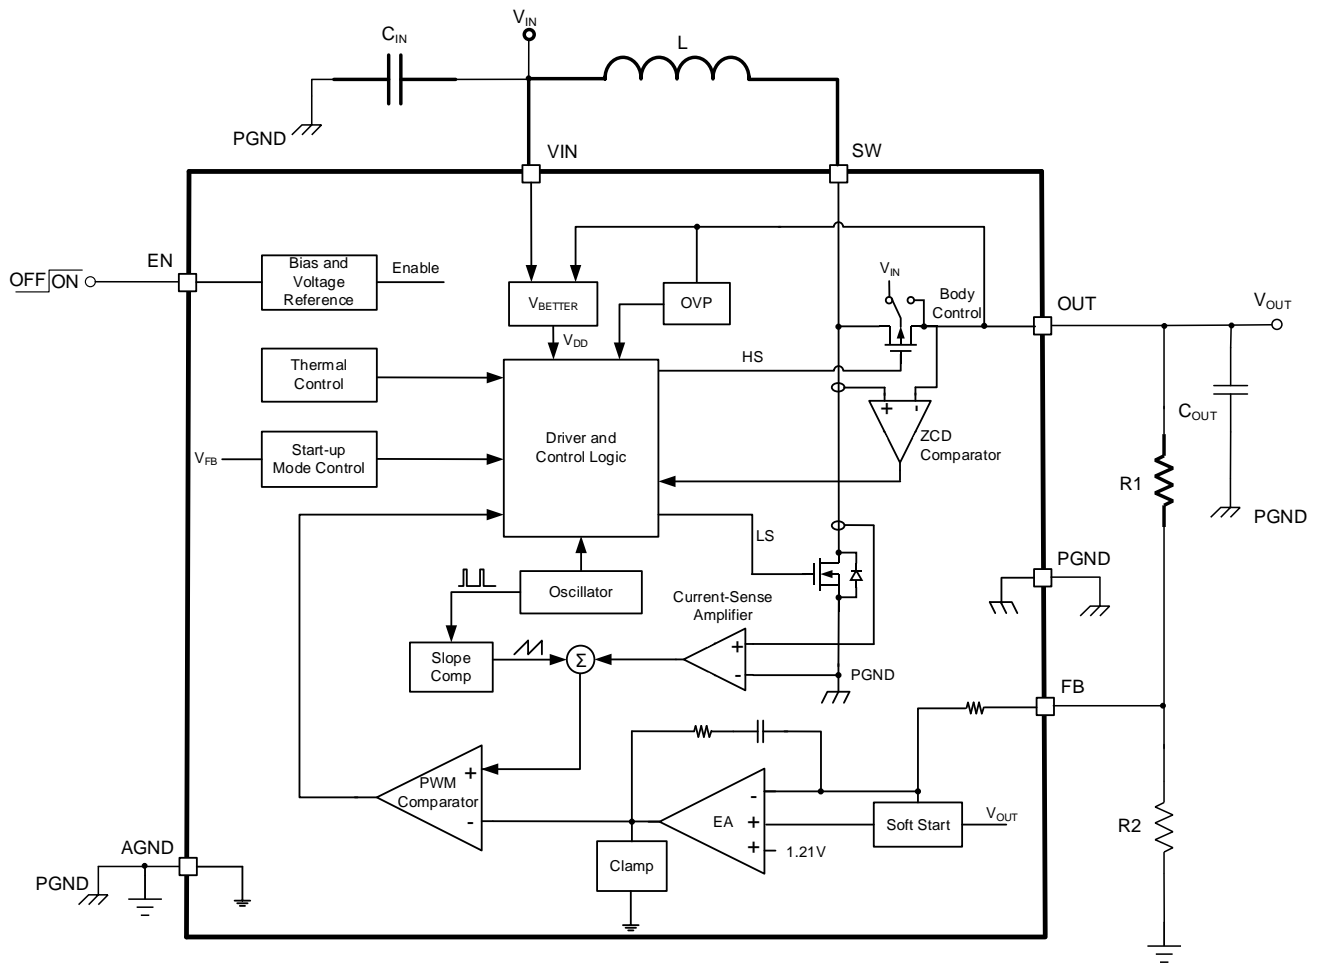 VIN
CIN
L
PGND
VIN
SW
EN
OFF ON
Bias and
Voltage
Reference
Enable
VBETTER
OVP
VIN
Body
Control
OUT
VOUT
VDD
Thermal
Control
HS
COUT
+
-
ZCD
Comparator
Driver and
Control Logic
VFB
Start-up
Mode Control
R1
PGND
LS
PGND
Oscillator
Current-Sense
Amplifier
Slope
Comp
Σ
+
-
PGND
FB
PWM
Comparator
+
-
EA
-
+
+
Soft Start
VOUT
1.21V
R2
Clamp
AGND
PGND